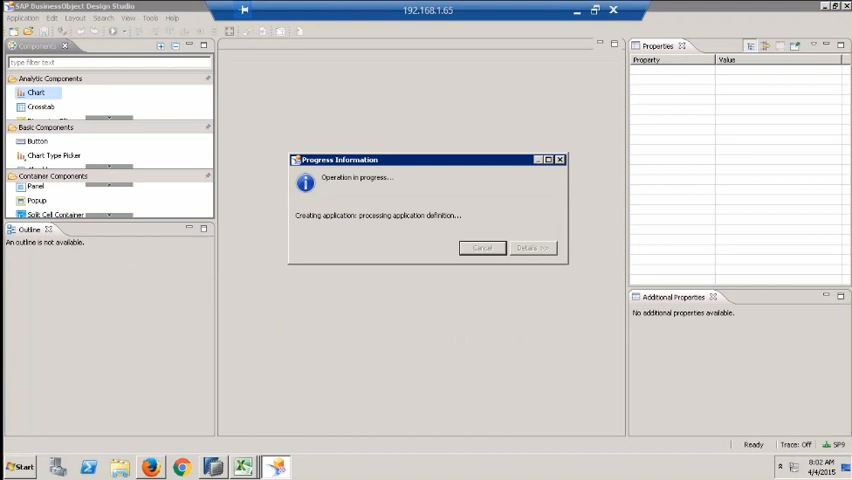 SAP BusinessObject Design Studio
192.168.1.65
Application Edit Layout Search View Tools Help
Components
type filter text
Analytic Components
Chart
Crosstab
Basic Components
Button
Chart Type Picker
Container Components
Panel
Popup
Split Cell Container
Outline
An outline is not available.
Progress Information
Operation in progress...
Creating application: processing application definition...
Cancel
Details >>
Properties
Property Value
Additional Properties
No additional properties available.
Ready Trace: Off SP9
Start
8:02 AM
4/4/2015